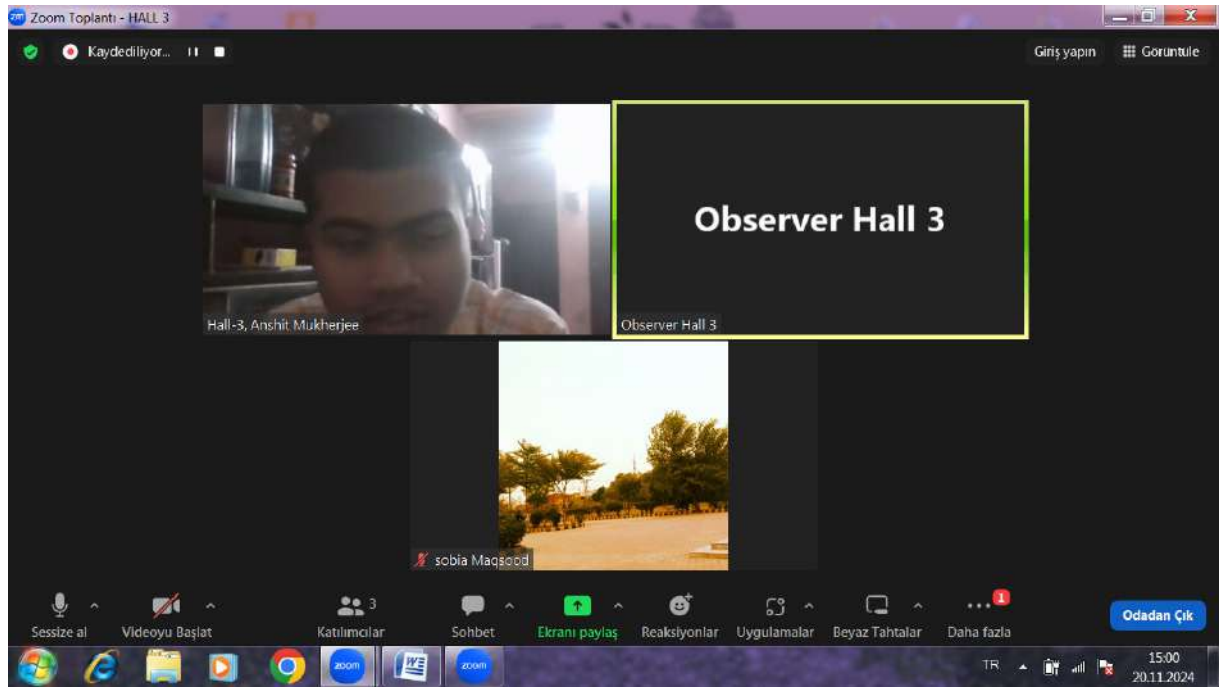 Zoom Toplantı - HALL 3
Kaydediliyor...
Giriş yapın
Görüntüle
Hall-3, Anshit Mukherjee
Observer Hall 3
Observer Hall 3
sobia Maqsood
3
1
Sessize al
Videoyu Başlat
Katılımcılar
Sohbet
Ekranı paylaş
Reaksiyonlar
Uygulamalar
Beyaz Tahtalar
Daha fazla
Odadan Çık
zoom
zoom
TR
15:00
20.11.2024